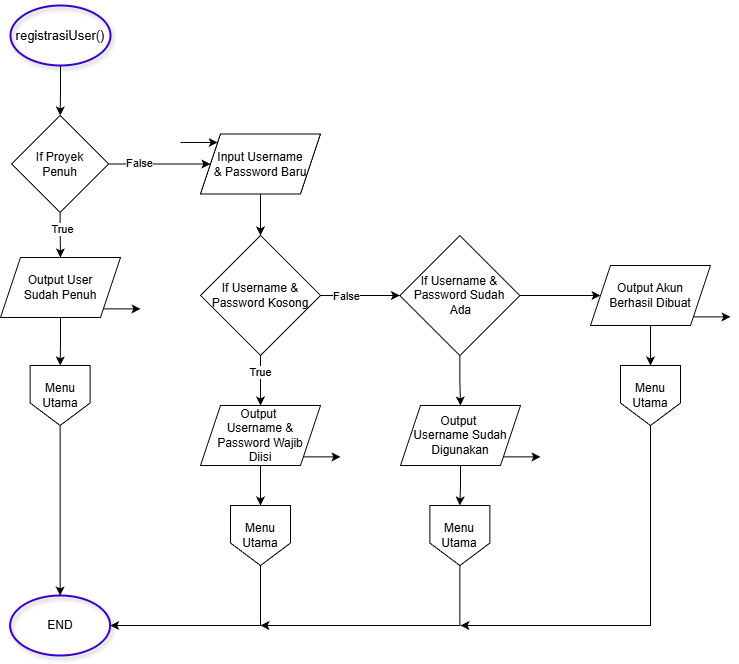 registrasiUser()
If Proyek
Penuh
False
Input Username
& Password Baru
True
Output User
Sudah Penuh
If Username &
Password Kosong
False
If Username &
Password Sudah
Ada
Output Akun
Berhasil Dibuat
Menu
Utama
True
Output
Username &
Password Wajib
Diisi
Output
Username Sudah
Digunakan
Menu
Utama
Menu
Utama
Menu
Utama
END